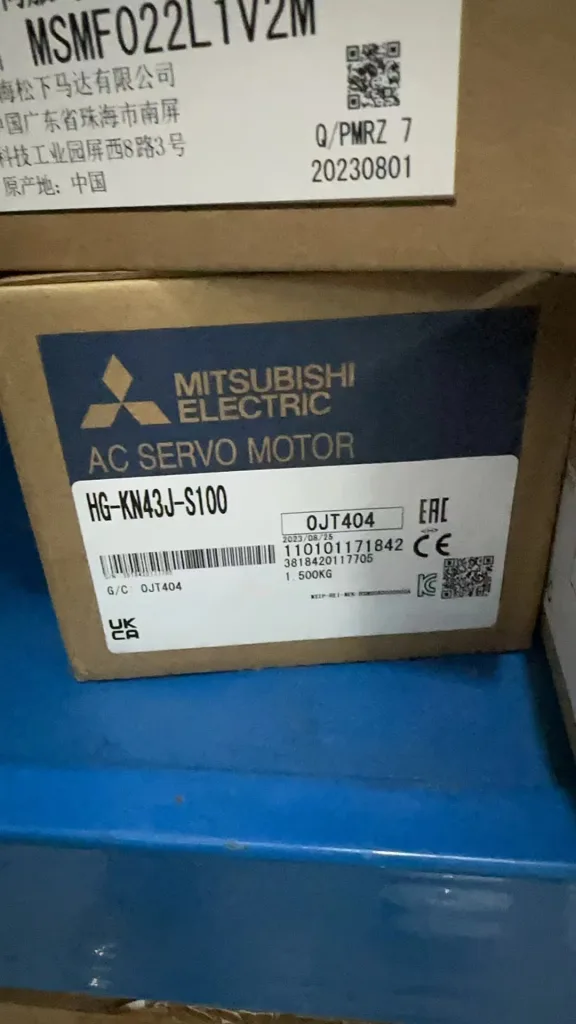 MSMF022L1V2M
海松下马达有限公司
中国广东省珠海市南屏
科技工业园屏西8路3号
原产地：中国
Q/PMRZ 7
20230801
MITSUBISHI
ELECTRIC
AC SERVO MOTOR
HG-KN43J-S100
0JT404
2023/08/25
110101171842
3818420117705
1.500KG
G/C 0JT404
EAC
CE
UK
CA